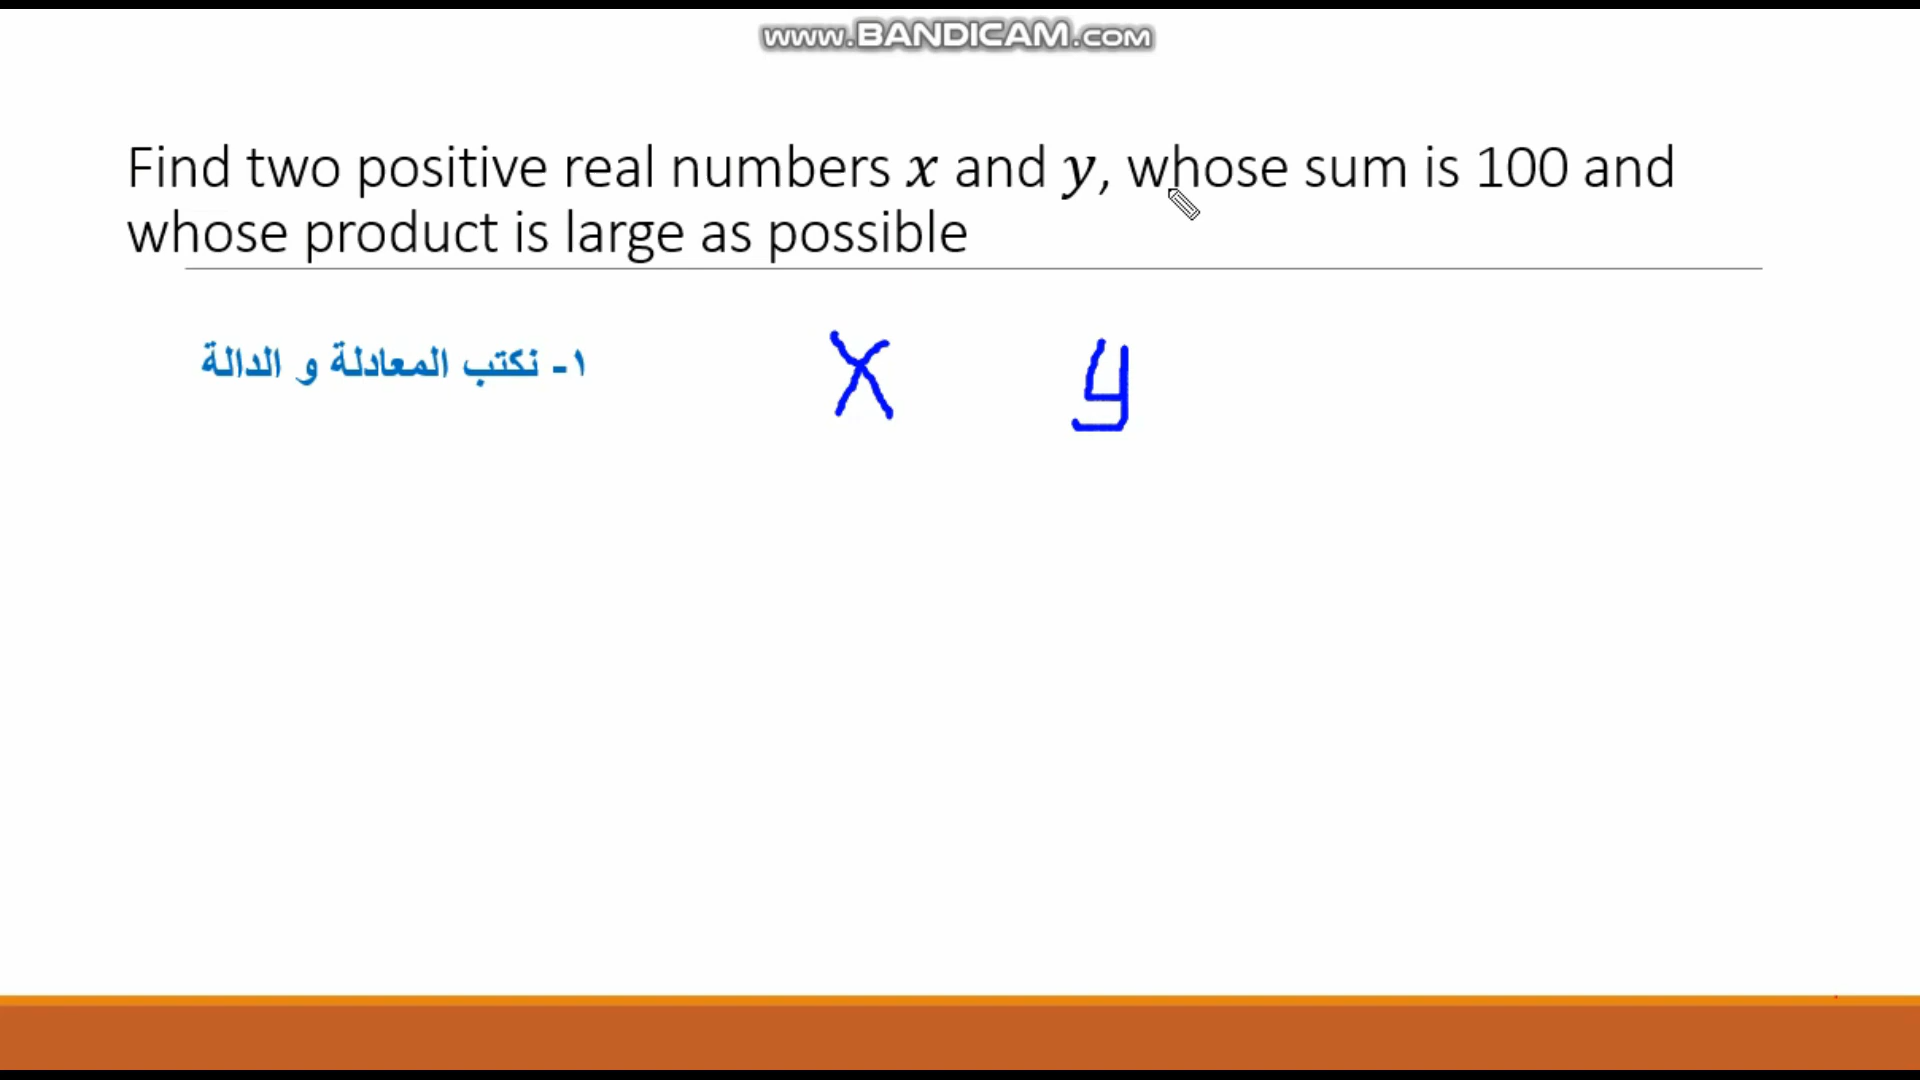 www.BANDICAM.com
Find two positive real numbers x and y, whose sum is 100 and
whose product is large as possible
١- نكتب المعادلة و الدالة
x y